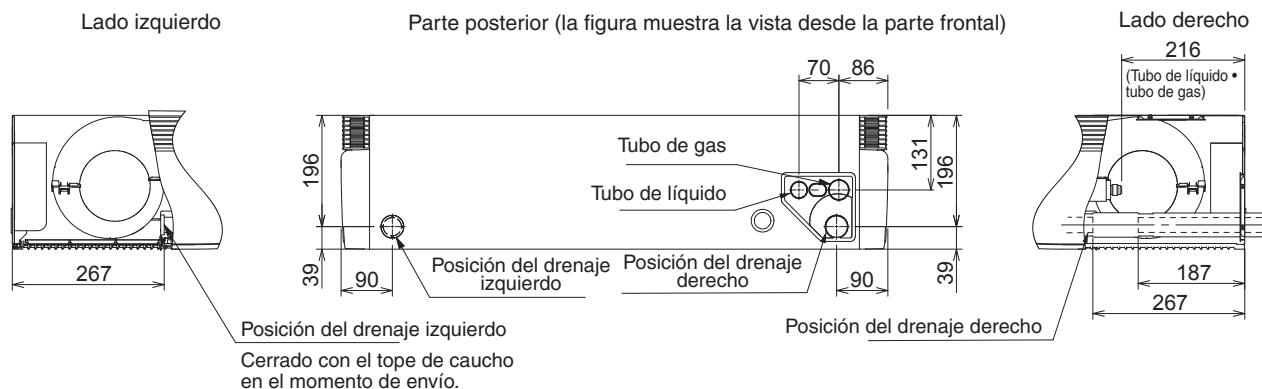 Lado izquierdo
Parte posterior (la figura muestra la vista desde la parte frontal)
Lado derecho
216
(Tubo de líquido •
tubo de gas)
70
86
196
Tubo de gas
Tubo de líquido
131
196
39
39
267
90
Posición del drenaje
izquierdo
Posición del drenaje
derecho
90
187
267
Posición del drenaje izquierdo
Cerrado con el tope de caucho
en el momento de envío.
Posición del drenaje derecho